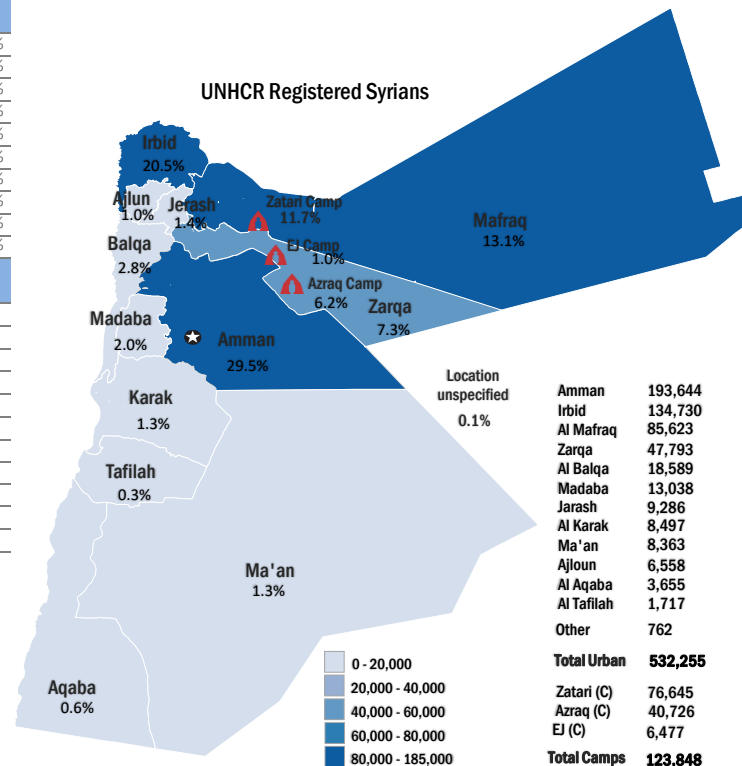 UNHCR Registered Syrians
Irbid
20.5%
Ajlun
1.0%
Jerash
1.4%
Zatari Camp
11.7%
Mafraq
13.1%
Balqa
2.8%
EJ Camp
1.0%
Azraq Camp
6.2%
Zarqa
7.3%
Madaba
2.0%
Amman
29.5%
Location
unspecified
0.1%
Karak
1.3%
Tafilah
0.3%
Ma'an
1.3%
Aqaba
0.6%
0 - 20,000
20,000 - 40,000
40,000 - 60,000
60,000 - 80,000
80,000 - 185,000
Amman 193,644
Irbid 134,730
Al Mafraq 85,623
Zarqa 47,793
Al Balqa 18,589
Madaba 13,038
Jarash 9,286
Al Karak 8,497
Ma'an 8,363
Ajloun 6,558
Al Aqaba 3,655
Al Tafilah 1,717
Other 762
Total Urban 532,255
Zatari (C) 76,645
Azraq (C) 40,726
EJ (C) 6,477
Total Camps 123,848